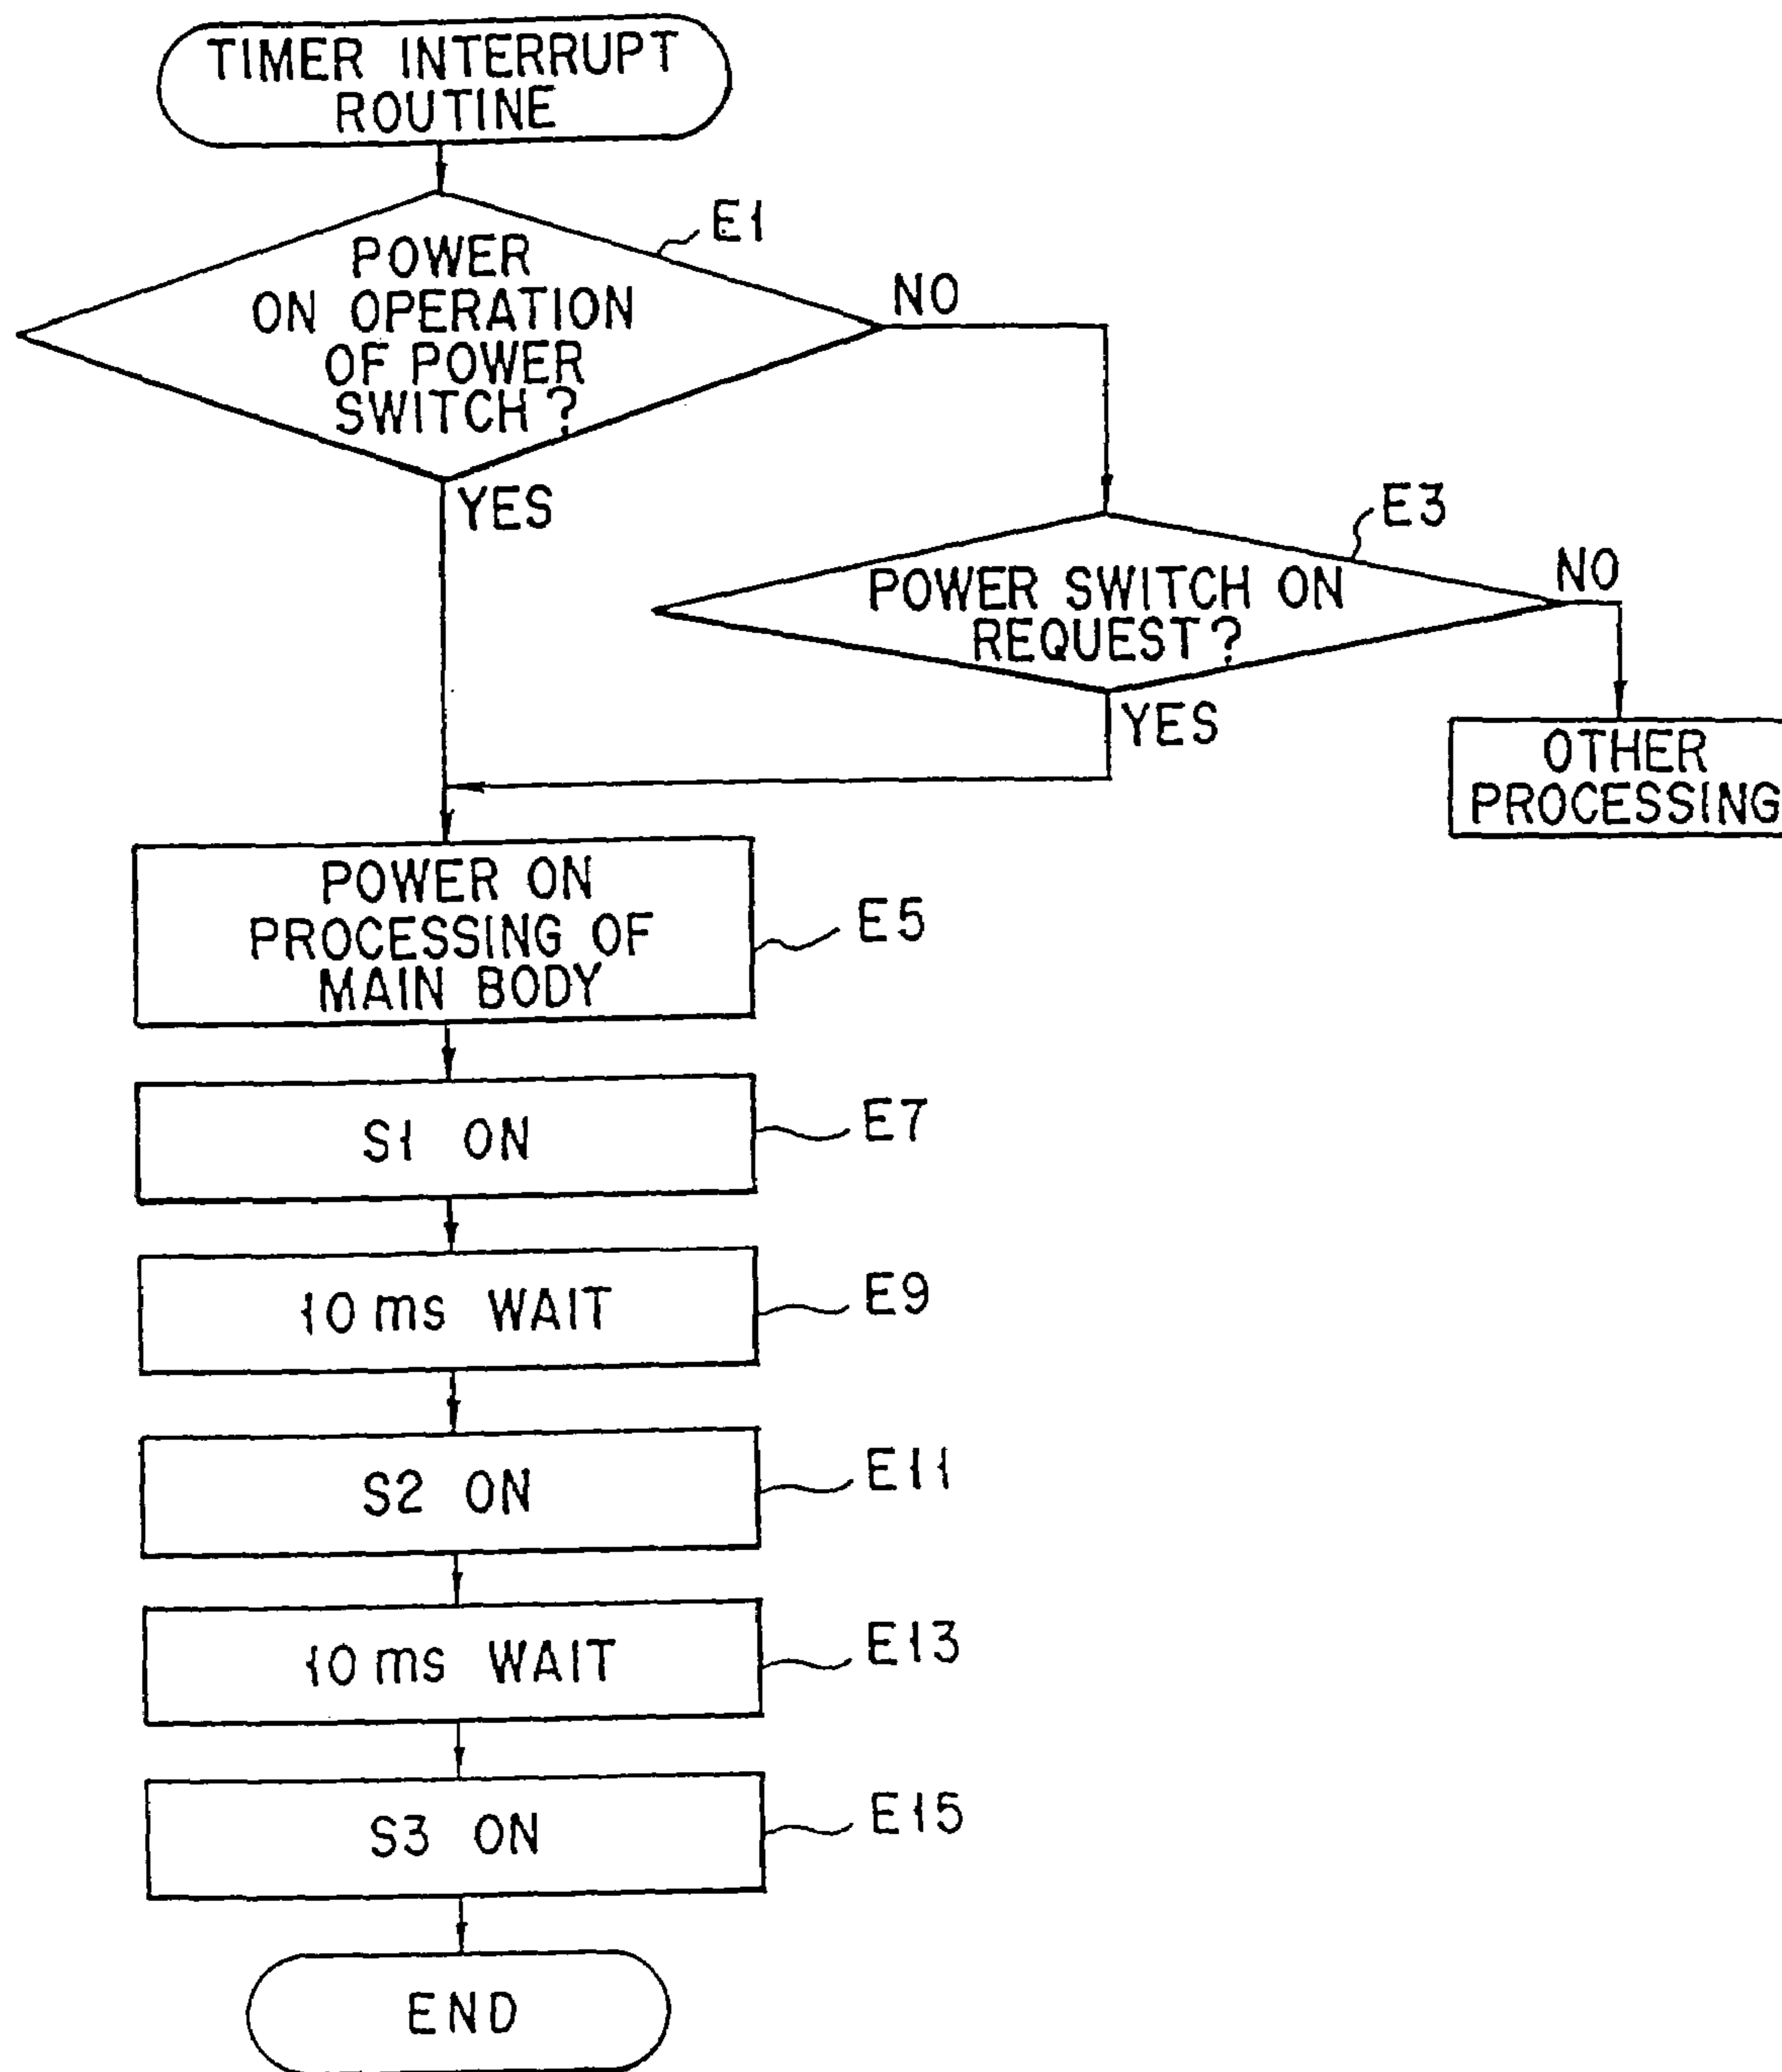 TIMER INTERRUPT
ROUTINE
E1
POWER
ON OPERATION
OF POWER
SWITCH?
NO
YES
E3
POWER SWITCH ON
REQUEST?
NO
YES
OTHER
PROCESSING
POWER ON
PROCESSING OF
MAIN BODY
E5
S1 ON
E7
10 ms WAIT
E9
S2 ON
E11
10 ms WAIT
E13
S3 ON
E15
END